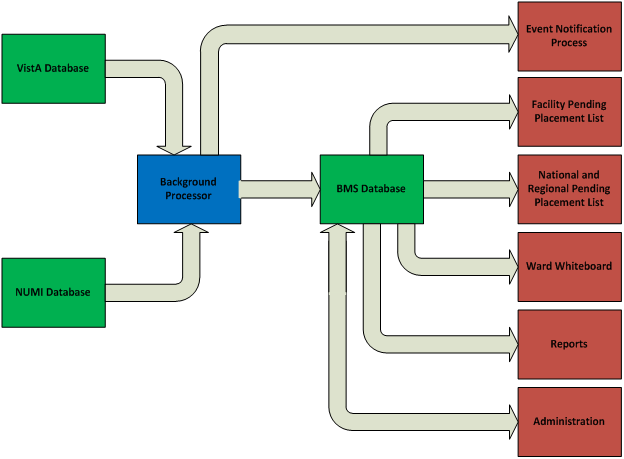 VistA Database
NUMI Database
Background
Processor
BMS Database
Event Notification
Process
Facility Pending
Placement List
National and
Regional Pending
Placement List
Ward Whiteboard
Reports
Administration